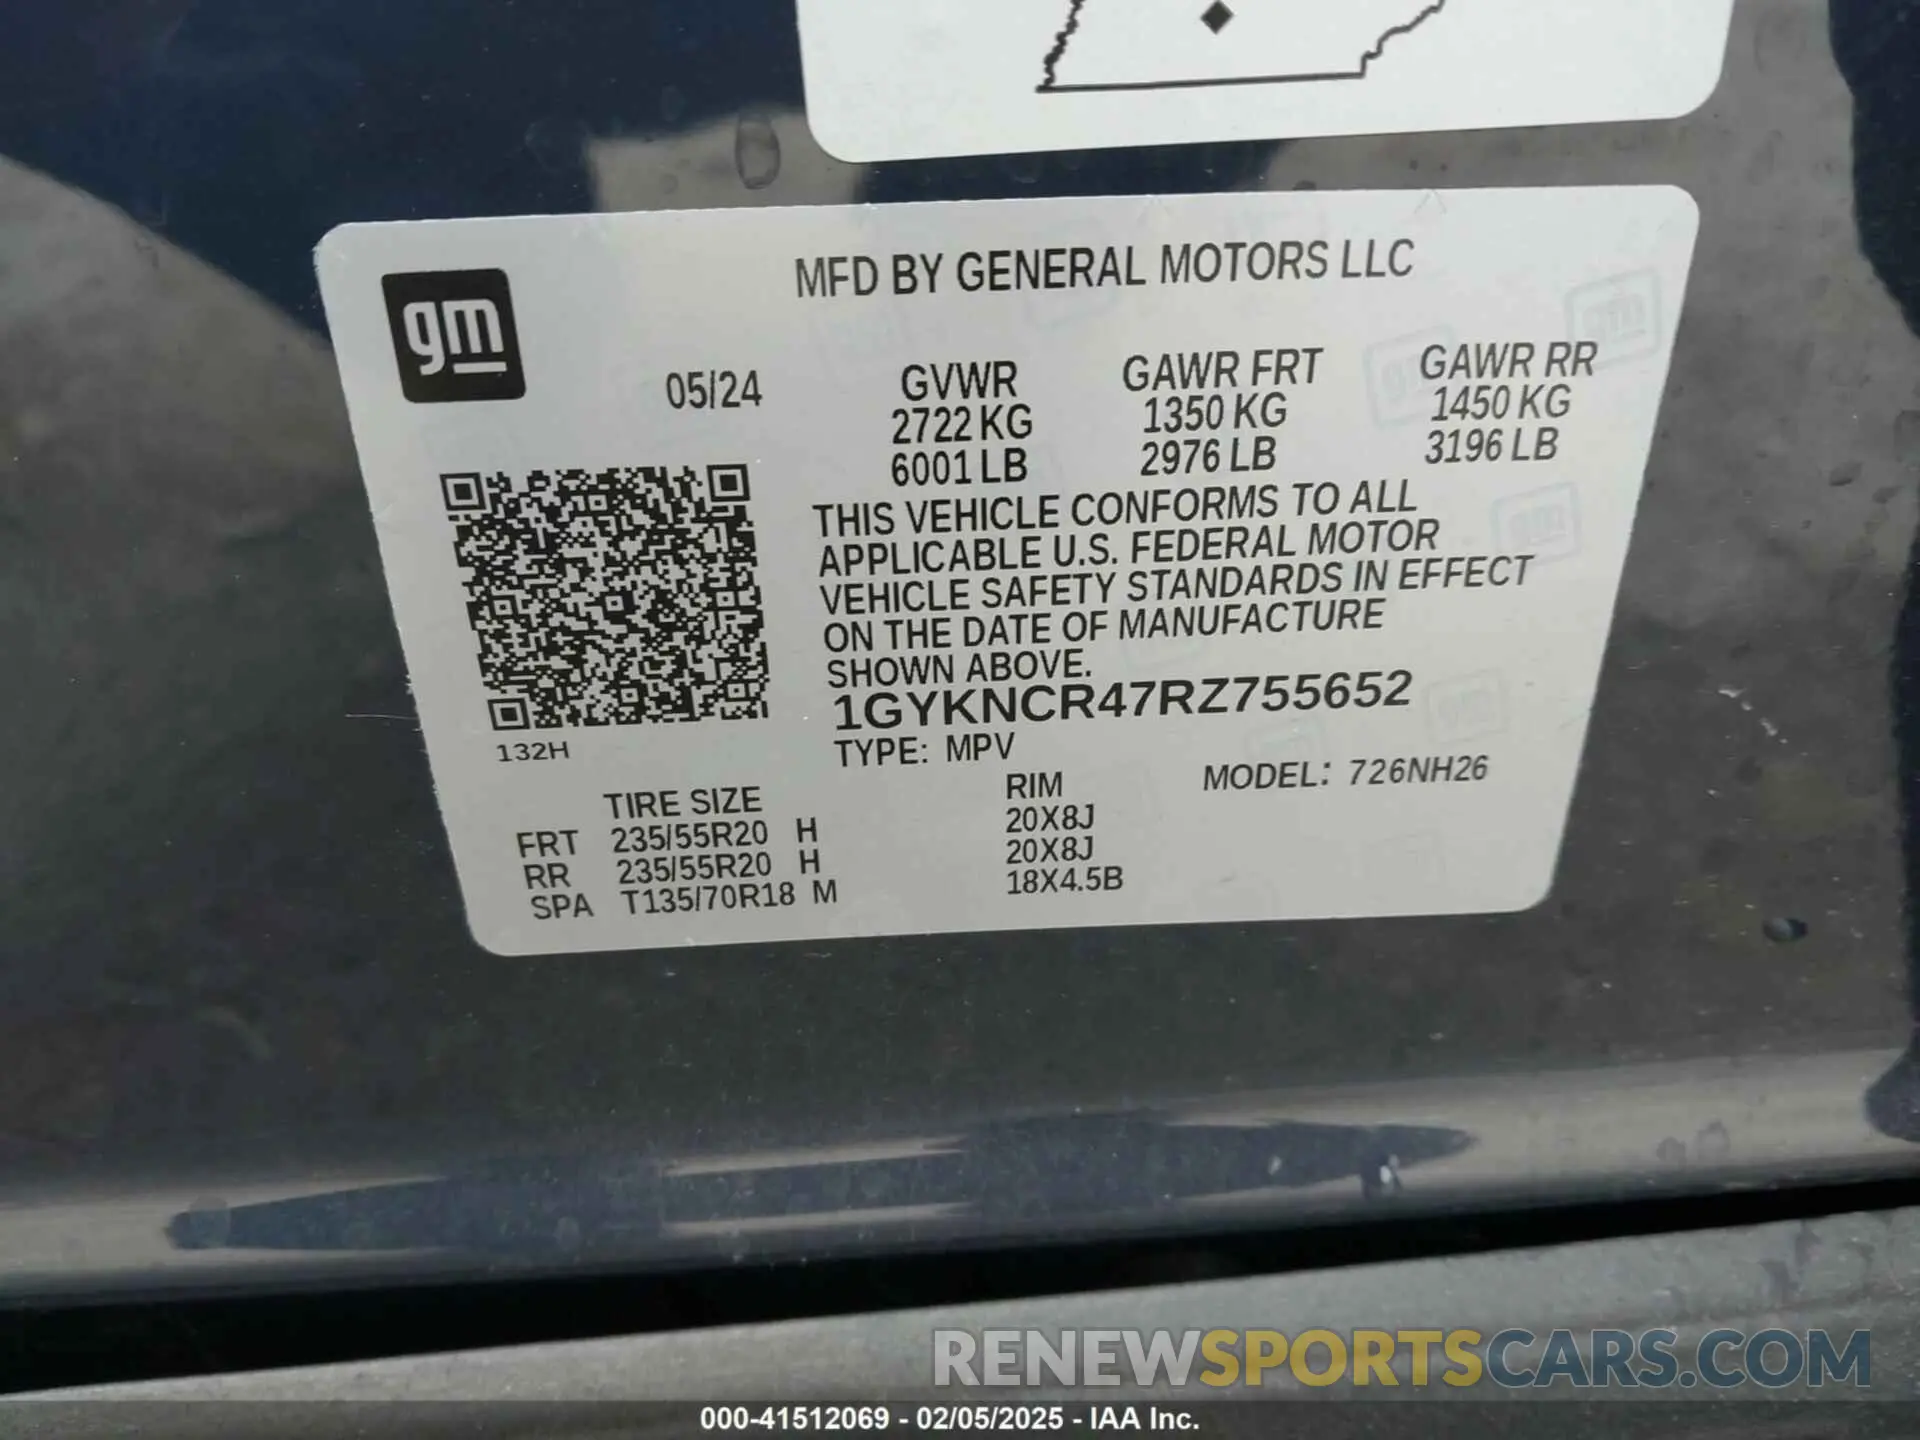 gm
MFD BY GENERAL MOTORS LLC
05/24 GVWR GAWR FRT GAWR RR
2722 KG 1350 KG 1450 KG
6001 LB 2976 LB 3196 LB
THIS VEHICLE CONFORMS TO ALL
APPLICABLE U.S. FEDERAL MOTOR
VEHICLE SAFETY STANDARDS IN EFFECT
ON THE DATE OF MANUFACTURE
SHOWN ABOVE.
1GYKNCR47RZ755652
132H
TYPE: MPV
MODEL: 726NH26
TIRE SIZE RIM
FRT 235/55R20 H 20X8J
RR 235/55R20 H 20X8J
SPA T135/70R18 M 18X4.5B
RENEWSPORTSCARS.COM
000-41512069 - 02/05/2025 - IAA Inc.